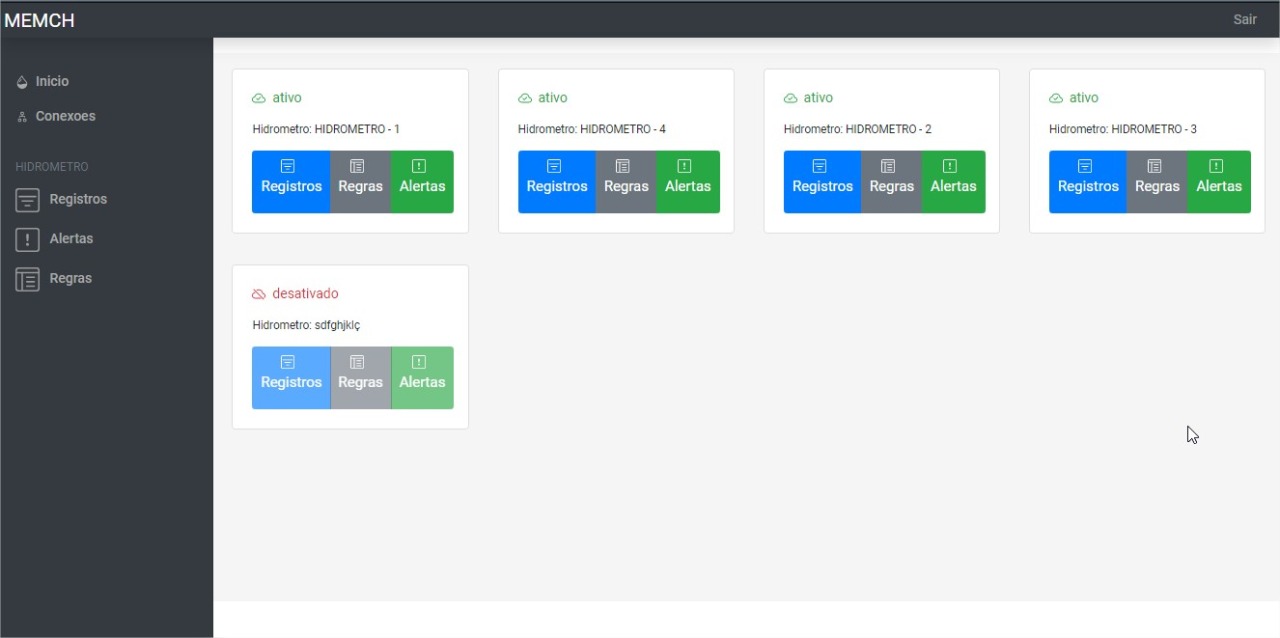 MEMCH
Sair
Inicio
Conexoes
HIDROMETRO
Registros
Alertas
Regras
ativo
Hidrometro: HIDROMETRO - 1
Registros Regras Alertas
ativo
Hidrometro: HIDROMETRO - 4
Registros Regras Alertas
ativo
Hidrometro: HIDROMETRO - 2
Registros Regras Alertas
ativo
Hidrometro: HIDROMETRO - 3
Registros Regras Alertas
desativado
Hidrometro: sdfghjklç
Registros Regras Alertas